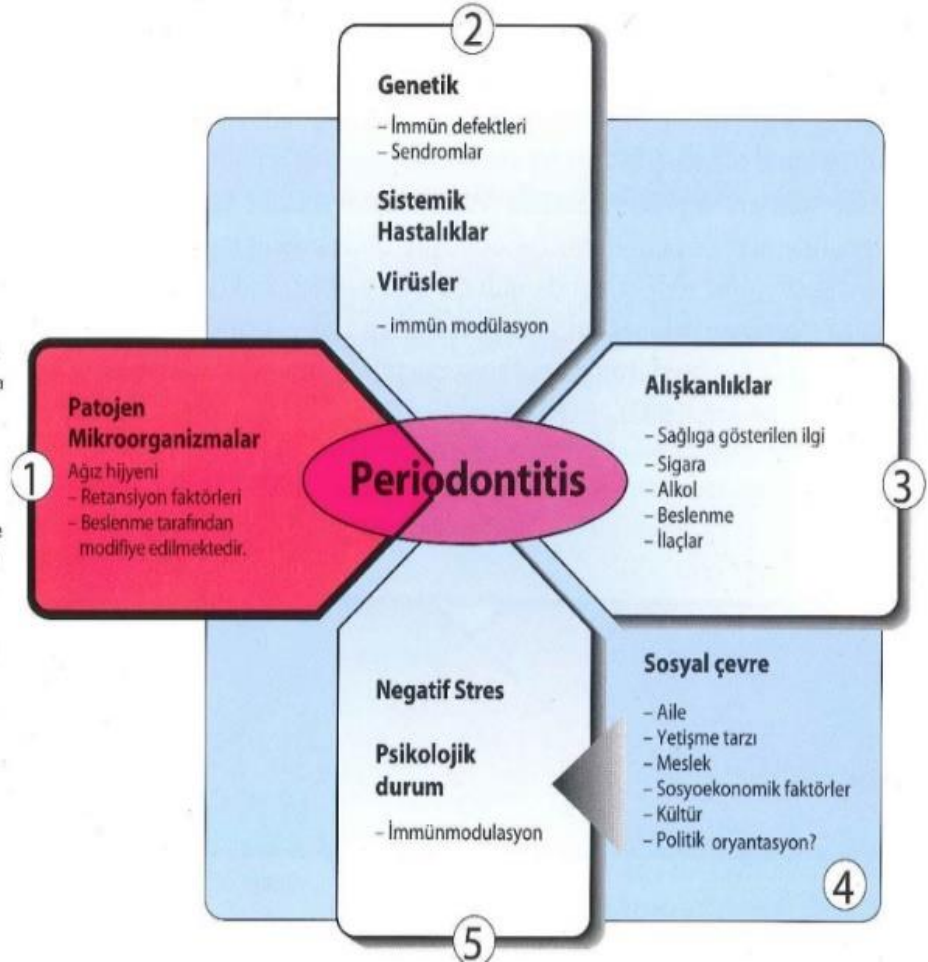 2
Genetik
– İmmün defektleri
– Sendromlar
Sistemik
Hastalıklar
Virüsler
– immün modülasyon
1
Patojen
Mikroorganizmalar
Ağız hijyeni
– Retansiyon faktörleri
– Beslenme tarafından
modifiye edilmektedir.
Periodontitis
Alışkanlıklar
– Sağlıga gösterilen ilgi
– Sigara
– Alkol
– Beslenme
– İlaçlar
3
Negatif Stres
Psikolojik
durum
– İmmünmodulasyon
5
Sosyal çevre
– Aile
– Yetişme tarzı
– Meslek
– Sosyoekonomik faktörler
– Kültür
– Politik oryantasyon?
4